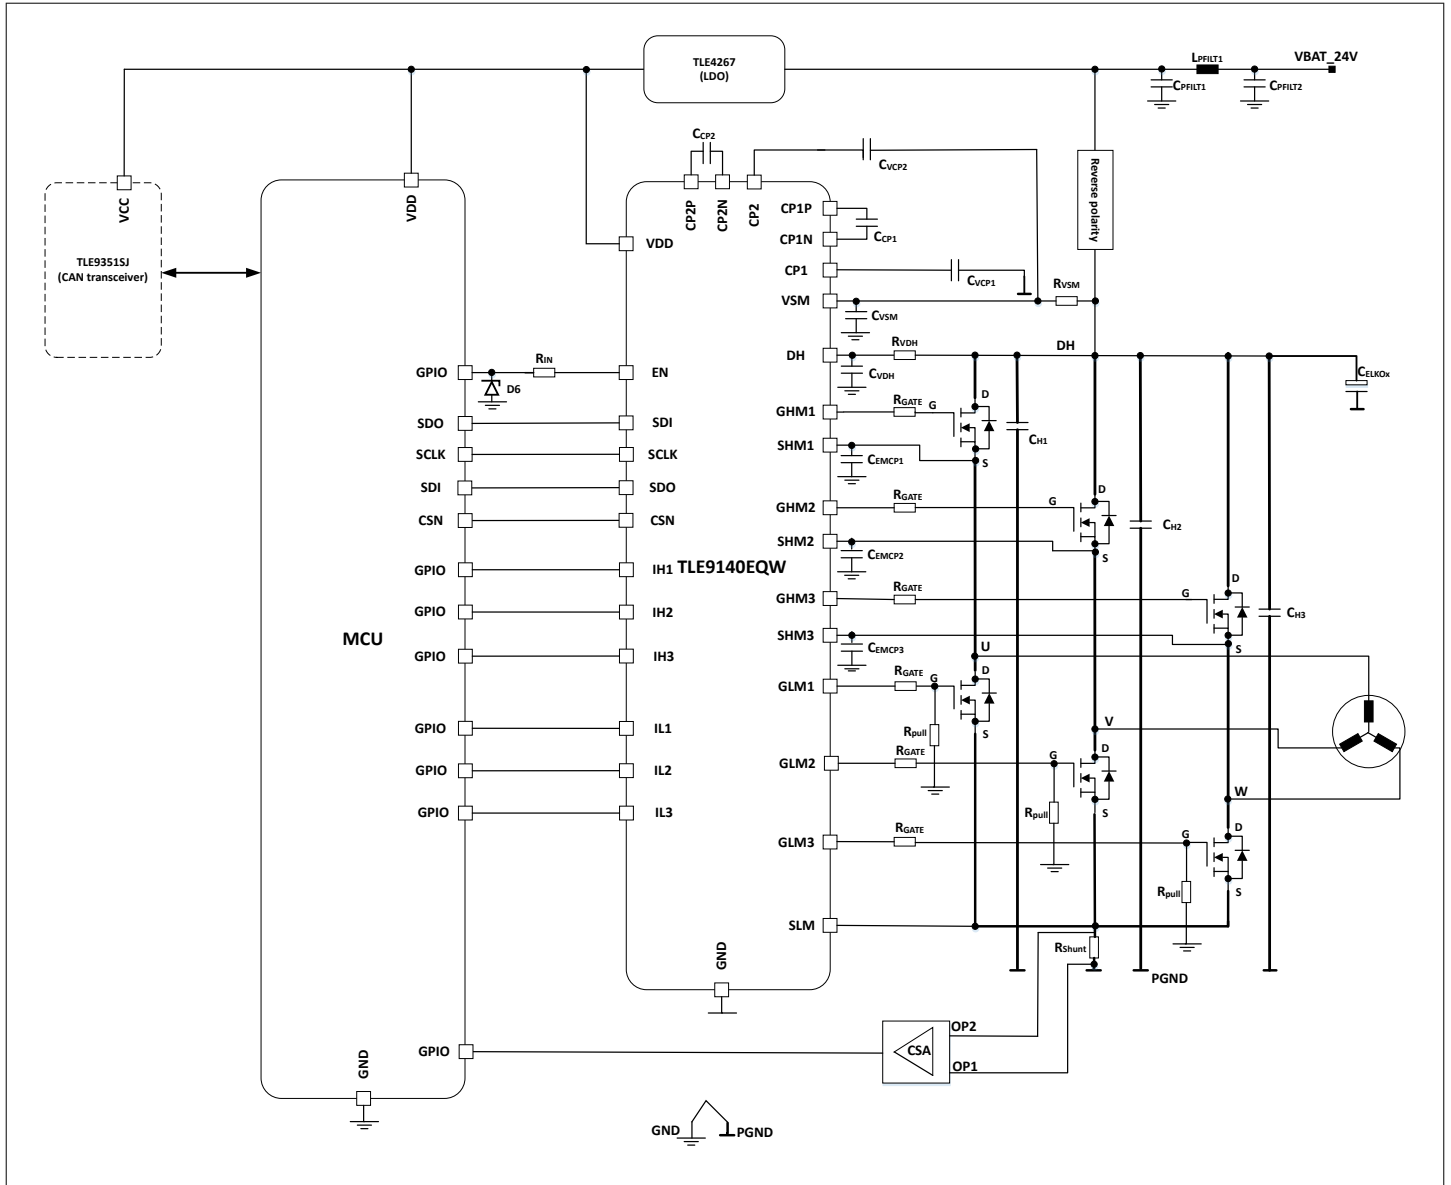 TLE4267
(LDO)
LPFILT1
VBAT_24V
CPFILT1
CPFILT2
CCP2
CVCP2
Reverse polarity
VCC
VDD
CP2P
CP2N
CP2
CP1P
CP1N
CCP1
VDD
TLE9351SJ
(CAN transceiver)
CP1
CVCP1
RVSM
VSM
CVSM
DH
RVDH
DH
CVDH
CELKOx
GPIO
D6
RIN
EN
GHM1
RGATE
G
D
S
CH1
SDO
SDI
SHM1
CEMCP1
SCLK
SCLK
SDI
SDO
GHM2
RGATE
G
D
S
CH2
CSN
CSN
SHM2
CEMCP2
GPIO
IH1
TLE9140EQW
GHM3
RGATE
G
D
S
CH3
GPIO
IH2
SHM3
CEMCP3
MCU
GPIO
IH3
U
GLM1
RGATE
G
D
S
Rpull
GPIO
IL1
V
GLM2
RGATE
G
D
S
Rpull
GPIO
IL2
W
GPIO
IL3
GLM3
RGATE
G
D
S
Rpull
SLM
RShunt
PGND
GND
OP2
CSA
OP1
GPIO
GND
GND
PGND